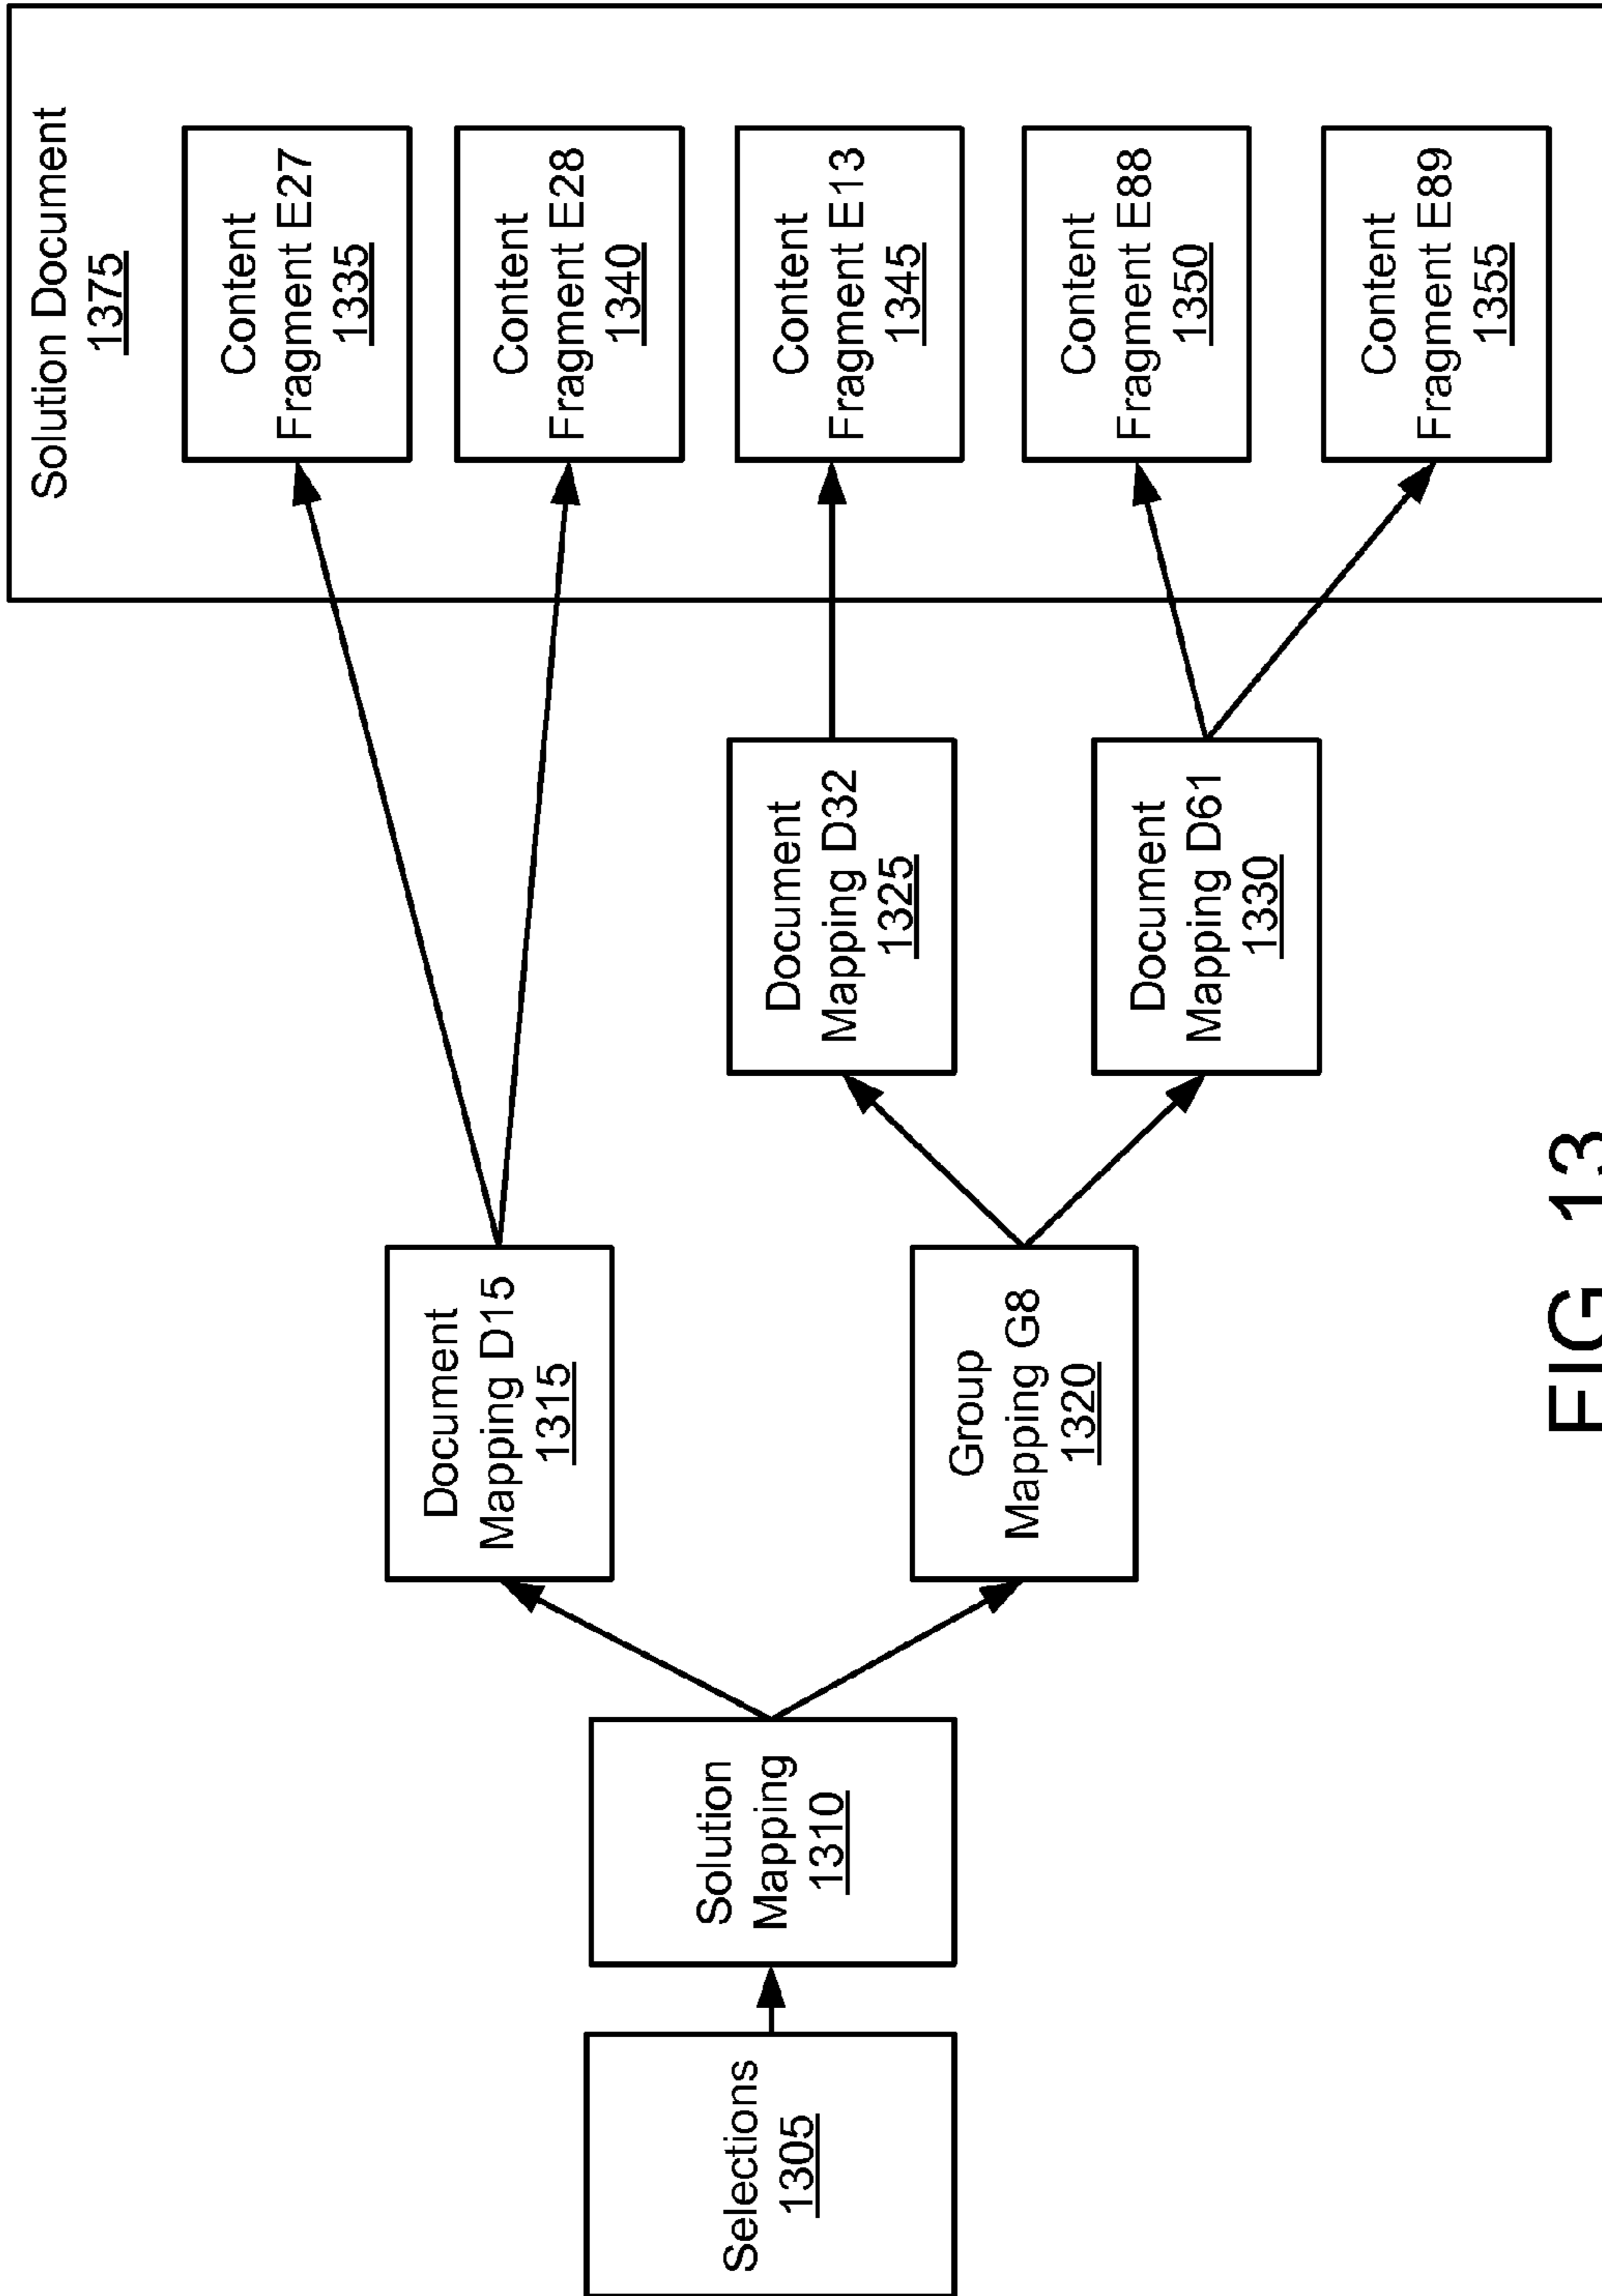 Solution Document
1375
Content
Fragment E27
1335
Content
Fragment E28
1340
Content
Fragment E13
1345
Content
Fragment E88
1350
Content
Fragment E89
1355
Document
Mapping D15
1315
Document
Mapping D32
1325
Document
Mapping D61
1330
Group
Mapping G8
1320
Solution
Mapping
1310
Selections
1305
FIG. 13